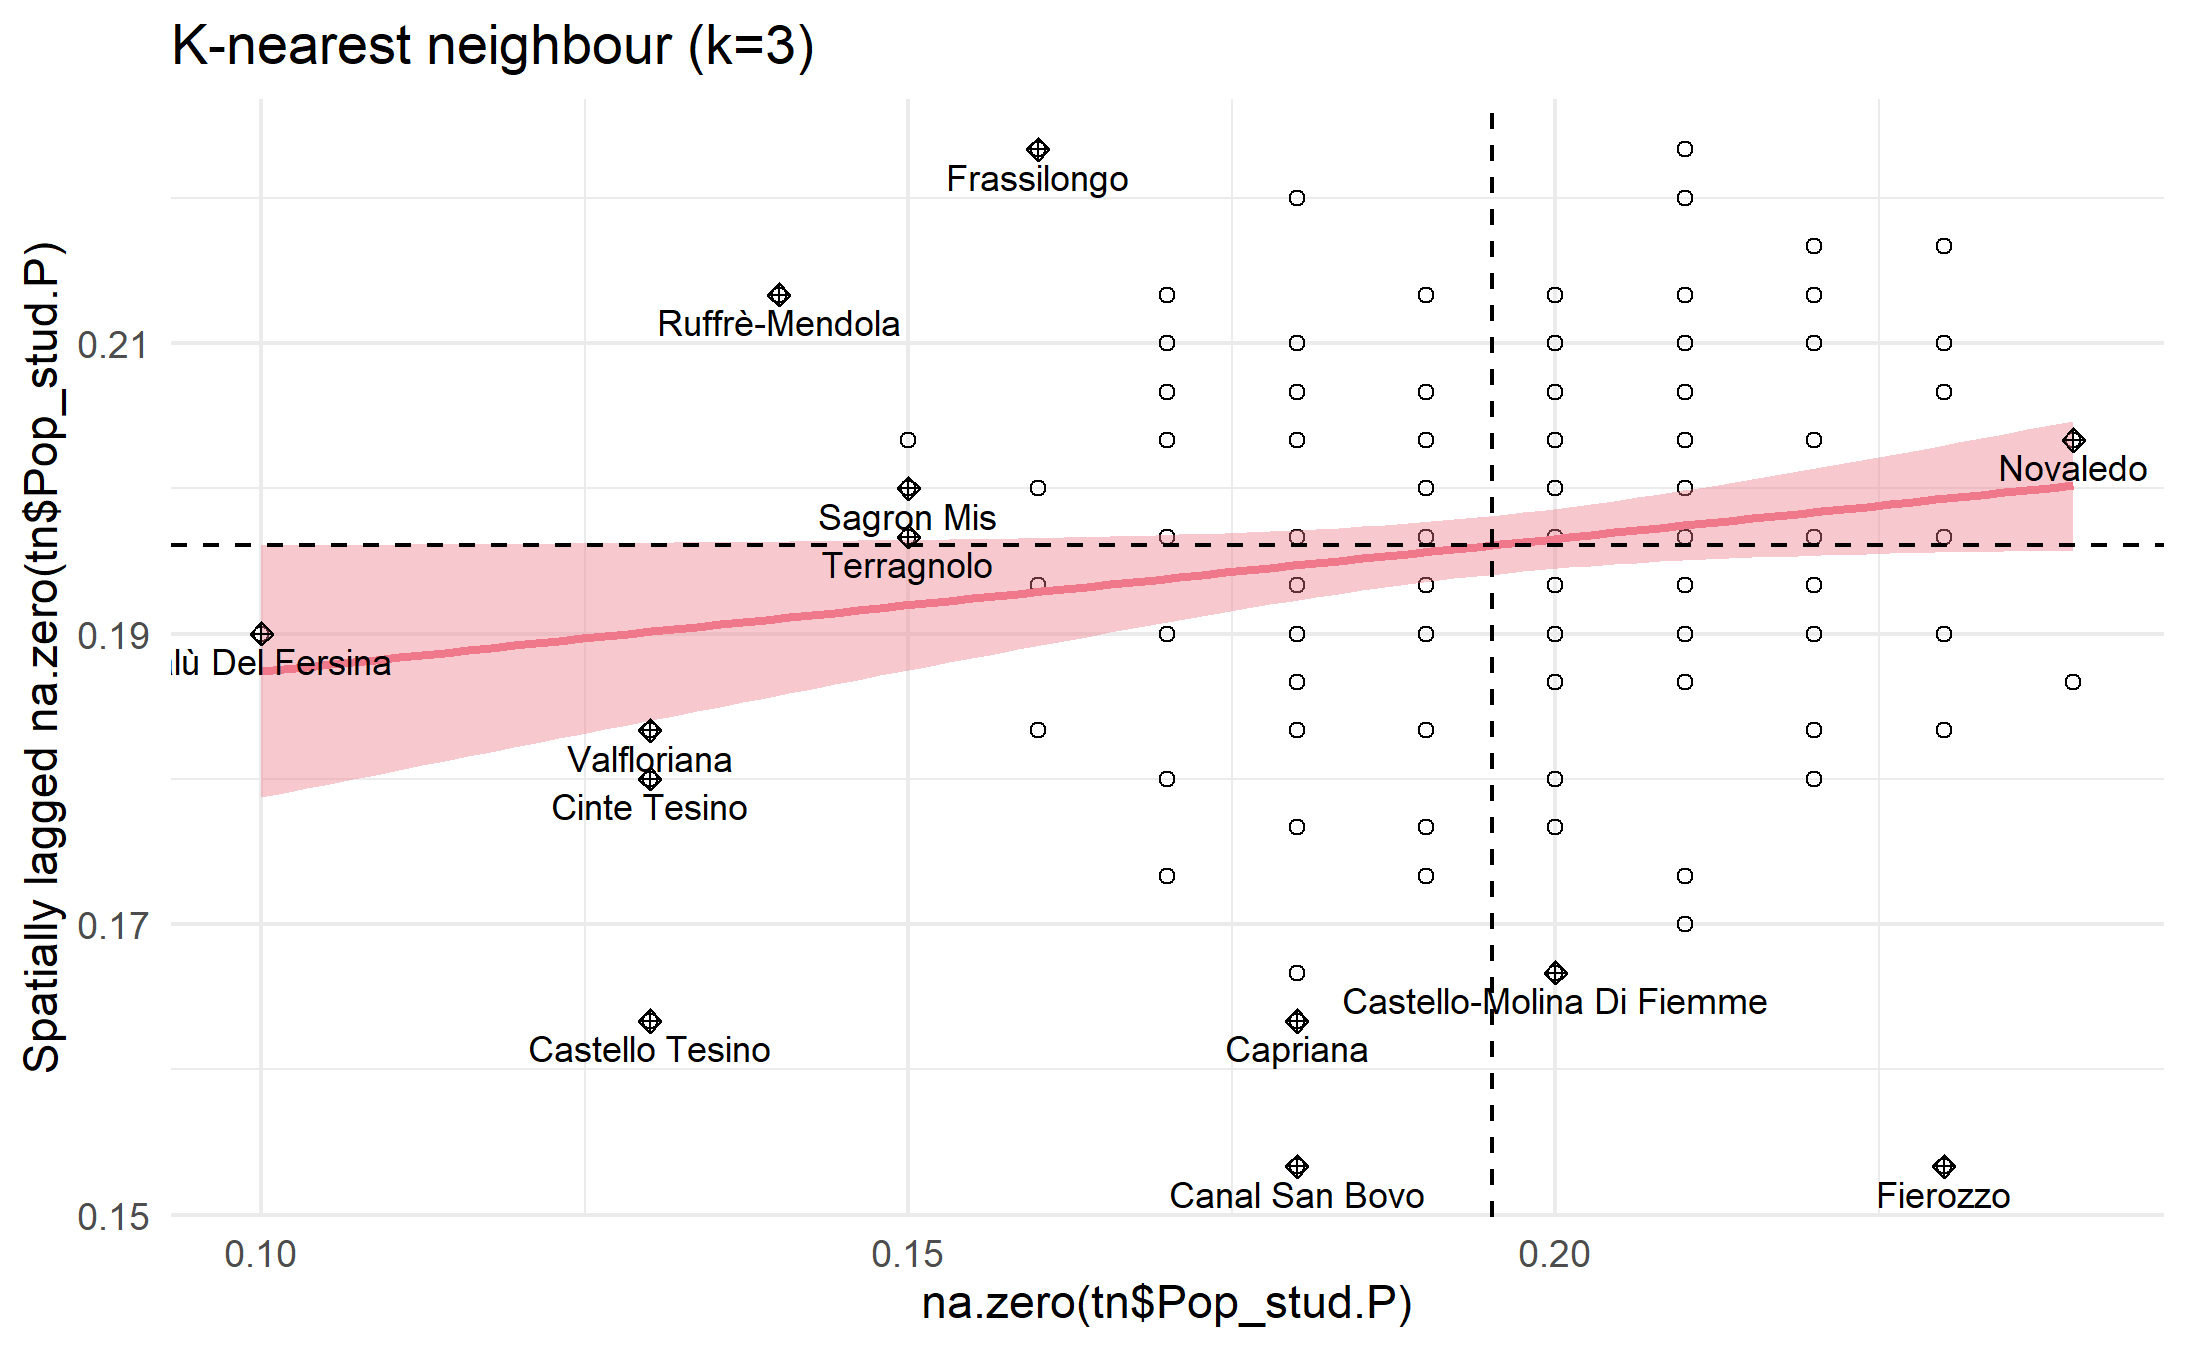 K-nearest neighbour (k=3)
Frassilongo
Ruffrè-Mendola
0.21
Novaledo
Sagron Mis
Terragnolo
0.19
lù Del Fersina
Valfloriana
Cinte Tesino
0.17
Castello-Molina Di Fiemme
Castello Tesino
Capriana
Canal San Bovo
Fierozzo
0.15
0.10
0.15
0.20
na.zero(tn$Pop_stud.P)
Spatially lagged na.zero(tn$Pop_stud.P)